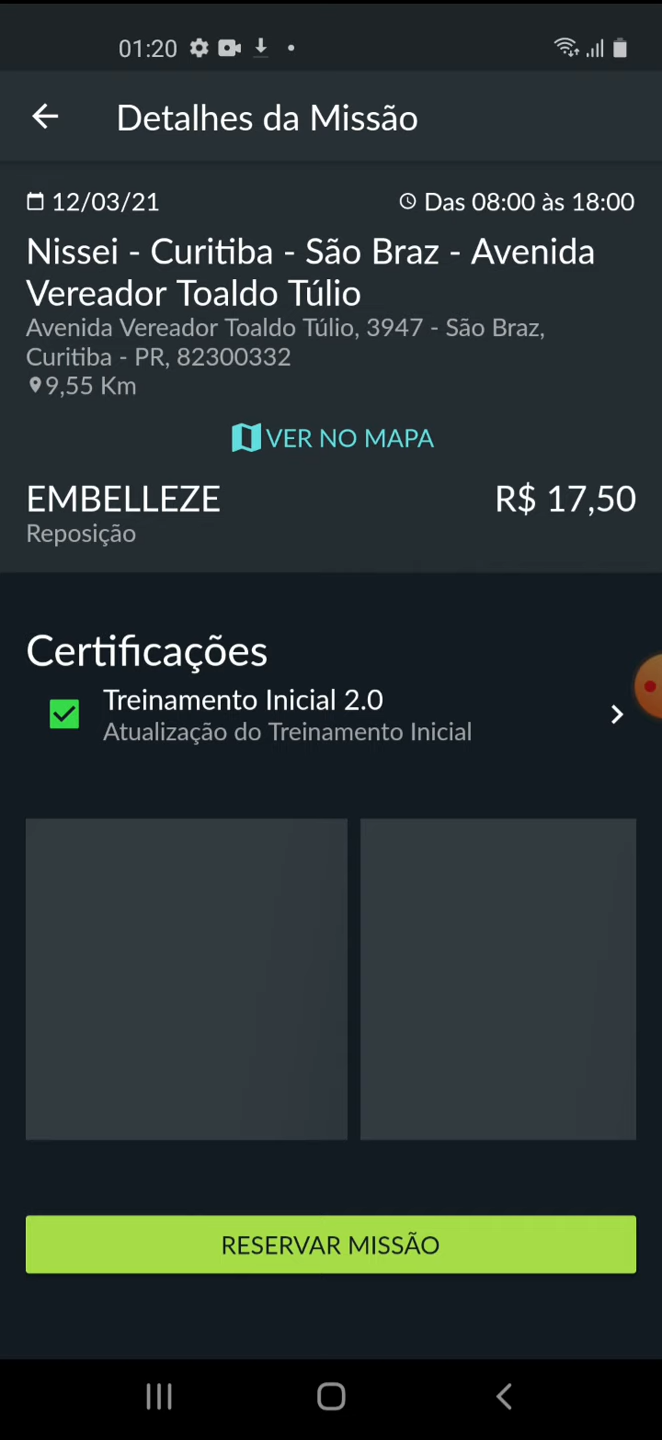 01:20
Detalhes da Missão
12/03/21
Das 08:00 às 18:00
Nissei - Curitiba - São Braz - Avenida
Vereador Toaldo Túlio
Avenida Vereador Toaldo Túlio, 3947 - São Braz,
Curitiba - PR, 82300332
9,55 Km
VER NO MAPA
EMBELLEZE
R$ 17,50
Reposição
Certificações
Treinamento Inicial 2.0
Atualização do Treinamento Inicial
RESERVAR MISSÃO